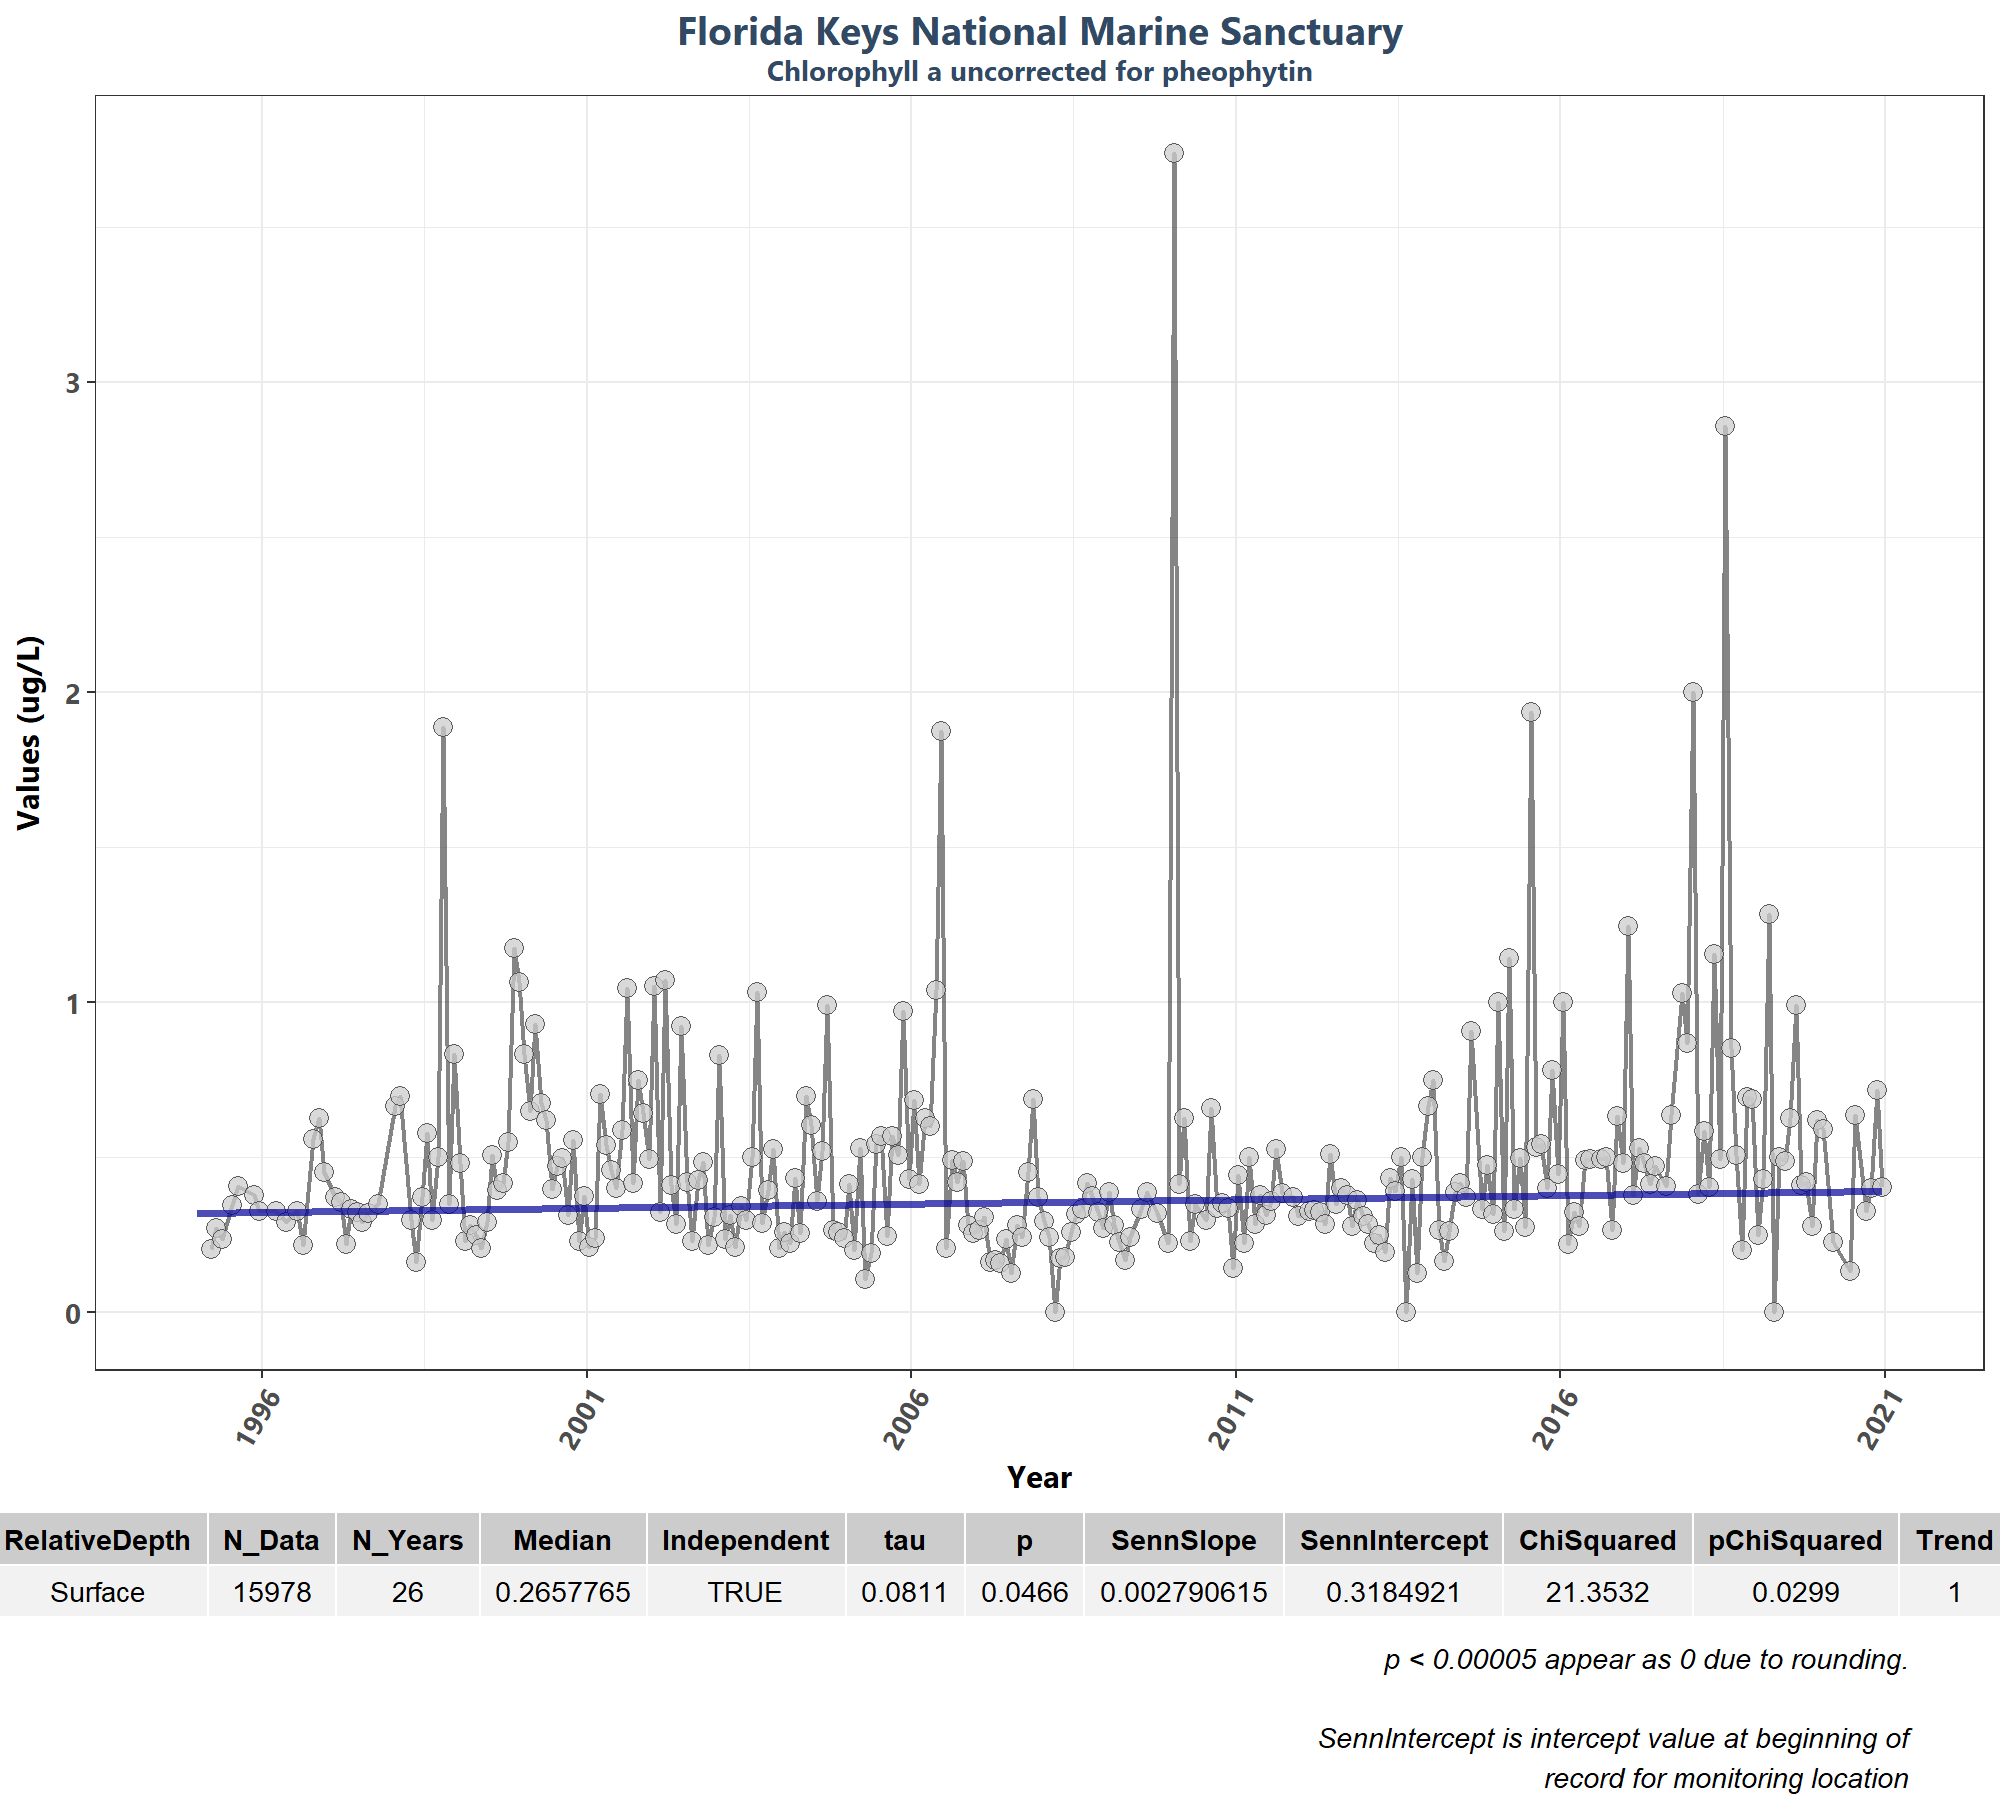 Florida Keys National Marine Sanctuary
Chlorophyll a uncorrected for pheophytin
Values (ug/L)
3
2
1
0
1996
2001
2006
2011
2016
2021
Year
RelativeDepth N_Data N_Years Median Independent tau p SennSlope SennIntercept ChiSquared pChiSquared Trend
Surface 15978 26 0.2657765 TRUE 0.0811 0.0466 0.002790615 0.3184921 21.3532 0.0299 1
p < 0.00005 appear as 0 due to rounding.
SennIntercept is intercept value at beginning of
record for monitoring location